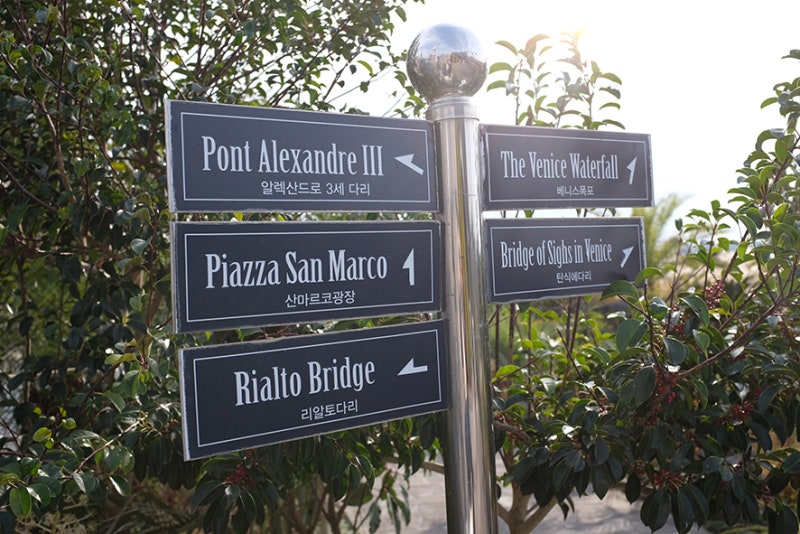 Pont Alexandre III
알렉산드로 3세 다리
Piazza San Marco
산마르코광장
Rialto Bridge
리알토다리
The Venice Waterfall
베니스폭포
Bridge of Sighs in Venice
탄식에다리